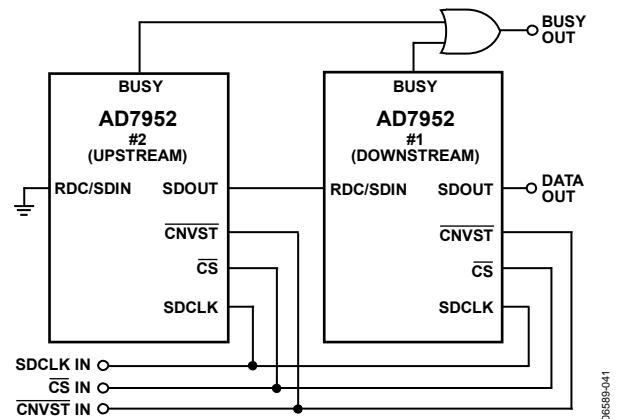 BUSY
OUT
BUSY
AD7952
#2
(UPSTREAM)
RDC/SDIN
SDOUT
CNVST
CS
SDCLK
BUSY
AD7952
#1
(DOWNSTREAM)
RDC/SDIN
SDOUT
CNVST
CS
SDCLK
DATA
OUT
SDCLK IN
CS IN
CNVST IN
06589-041